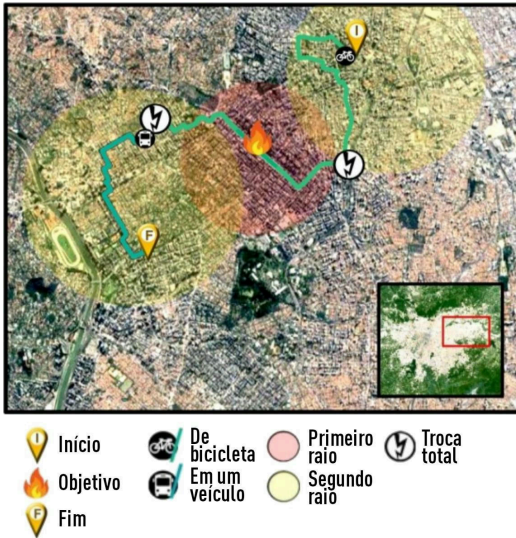 I
F
I Início
De
bicicleta
Primeiro
raio
Troca
total
Objetivo
Em um
veículo
Segundo
raio
F Fim